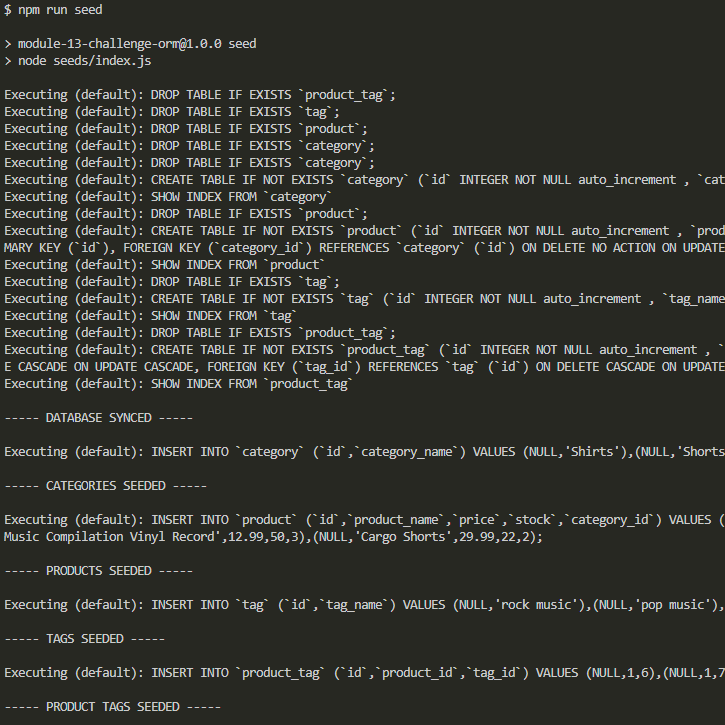 $ npm run seed
> module-13-challenge-orm@1.0.0 seed
> node seeds/index.js
Executing (default): DROP TABLE IF EXISTS `product_tag`;
Executing (default): DROP TABLE IF EXISTS `tag`;
Executing (default): DROP TABLE IF EXISTS `product`;
Executing (default): DROP TABLE IF EXISTS `category`;
Executing (default): DROP TABLE IF EXISTS `category`;
Executing (default): CREATE TABLE IF NOT EXISTS `category` (`id` INTEGER NOT NULL auto_increment , `cat
Executing (default): SHOW INDEX FROM `category`
Executing (default): DROP TABLE IF EXISTS `product`;
Executing (default): CREATE TABLE IF NOT EXISTS `product` (`id` INTEGER NOT NULL auto_increment , `prod
MARY KEY (`id`), FOREIGN KEY (`category_id`) REFERENCES `category` (`id`) ON DELETE NO ACTION ON UPDATE
Executing (default): SHOW INDEX FROM `product`
Executing (default): DROP TABLE IF EXISTS `tag`;
Executing (default): CREATE TABLE IF NOT EXISTS `tag` (`id` INTEGER NOT NULL auto_increment , `tag_name
Executing (default): SHOW INDEX FROM `tag`
Executing (default): DROP TABLE IF EXISTS `product_tag`;
Executing (default): CREATE TABLE IF NOT EXISTS `product_tag` (`id` INTEGER NOT NULL auto_increment , `
E CASCADE ON UPDATE CASCADE, FOREIGN KEY (`tag_id`) REFERENCES `tag` (`id`) ON DELETE CASCADE ON UPDATE
Executing (default): SHOW INDEX FROM `product_tag`
----- DATABASE SYNCED -----
Executing (default): INSERT INTO `category` (`id`,`category_name`) VALUES (NULL,'Shirts'),(NULL,'Shorts
----- CATEGORIES SEEDED -----
Executing (default): INSERT INTO `product` (`id`,`product_name`,`price`,`stock`,`category_id`) VALUES (
Music Compilation Vinyl Record',12.99,50,3),(NULL,'Cargo Shorts',29.99,22,2);
----- PRODUCTS SEEDED -----
Executing (default): INSERT INTO `tag` (`id`,`tag_name`) VALUES (NULL,'rock music'),(NULL,'pop music'),
----- TAGS SEEDED -----
Executing (default): INSERT INTO `product_tag` (`id`,`product_id`,`tag_id`) VALUES (NULL,1,6),(NULL,1,7
----- PRODUCT TAGS SEEDED -----